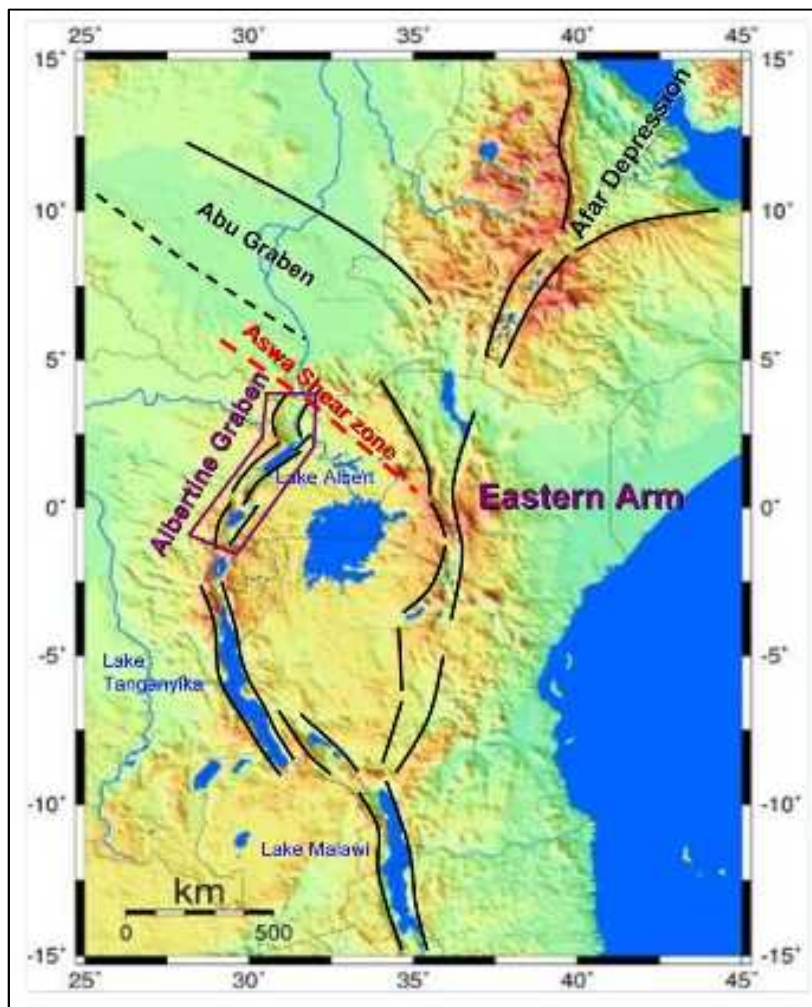 25° 30° 35° 40° 45°
15° 15°
Afar Depression
10° 10°
Abu Graben
5° 5°
Aswa Shear zone
Albertine Graben
Lake Albert
Eastern Arm
0° 0°
-5° -5°
Lake
Tanganyika
-10° -10°
Lake Malawi
km
0 500
-15° -15°
25° 30° 35° 40° 45°